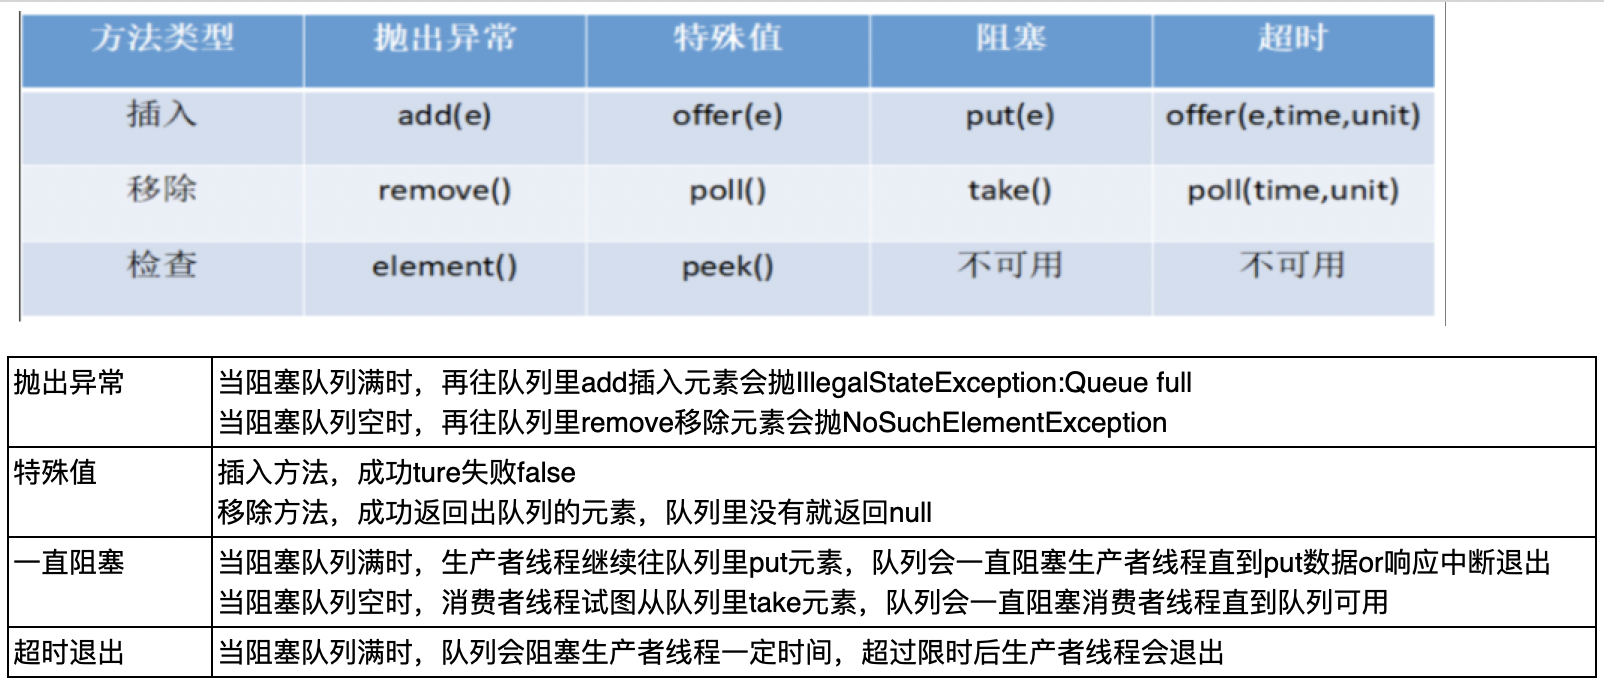 方法类型 抛出异常 特殊值 阻塞 超时
插入 add(e) offer(e) put(e) offer(e,time,unit)
移除 remove() poll() take() poll(time,unit)
检查 element() peek() 不可用 不可用
抛出异常 当阻塞队列满时，再往队列里add插入元素会抛IllegalStateException:Queue full
当阻塞队列空时，再往队列里remove移除元素会抛NoSuchElementException
特殊值 插入方法，成功ture失败false
移除方法，成功返回出队列的元素，队列里没有就返回null
一直阻塞 当阻塞队列满时，生产者线程继续往队列里put元素，队列会一直阻塞生产者线程直到put数据or响应中断退出
当阻塞队列空时，消费者线程试图从队列里take元素，队列会一直阻塞消费者线程直到队列可用
超时退出 当阻塞队列满时，队列会阻塞生产者线程一定时间，超过限时后生产者线程会退出